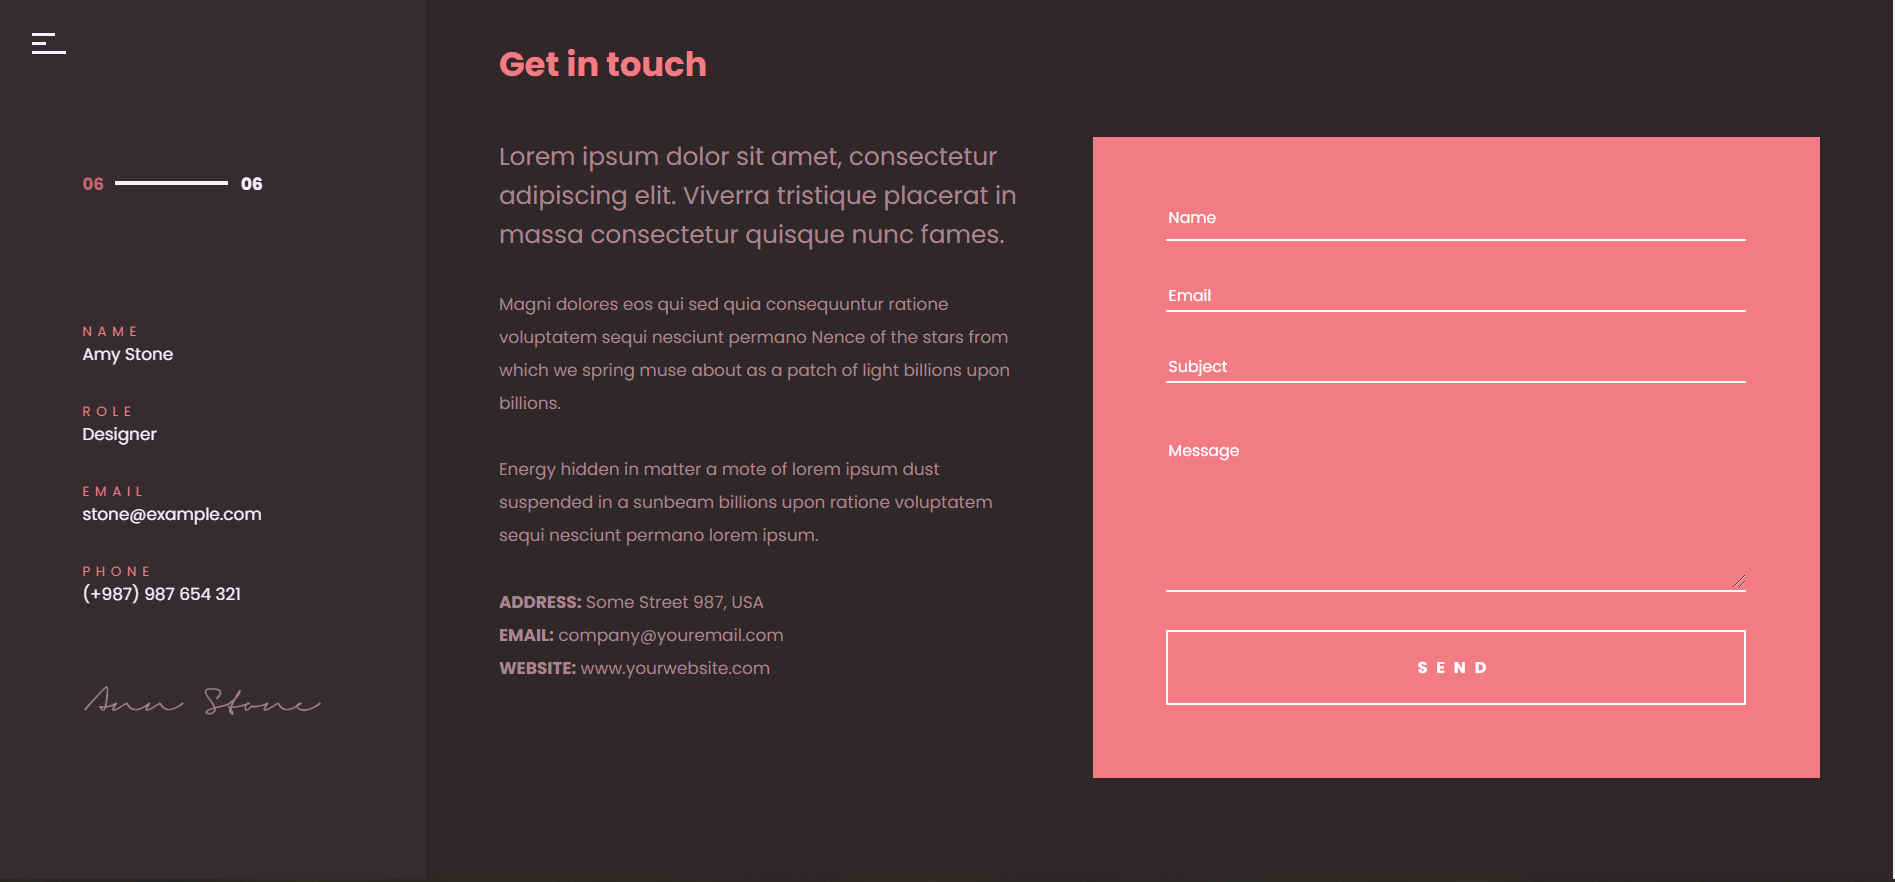 06 06
NAME
Amy Stone
ROLE
Designer
EMAIL
stone@example.com
PHONE
(+987) 987 654 321
Ann Stone
Get in touch
Lorem ipsum dolor sit amet, consectetur
adipiscing elit. Viverra tristique placerat in
massa consectetur quisque nunc fames.
Magni dolores eos qui sed quia consequuntur ratione
voluptatem sequi nesciunt permano Nence of the stars from
which we spring muse about as a patch of light billions upon
billions.
Energy hidden in matter a mote of lorem ipsum dust
suspended in a sunbeam billions upon ratione voluptatem
sequi nesciunt permano lorem ipsum.
ADDRESS: Some Street 987, USA
EMAIL: company@youremail.com
WEBSITE: www.yourwebsite.com
Name
Email
Subject
Message
SEND